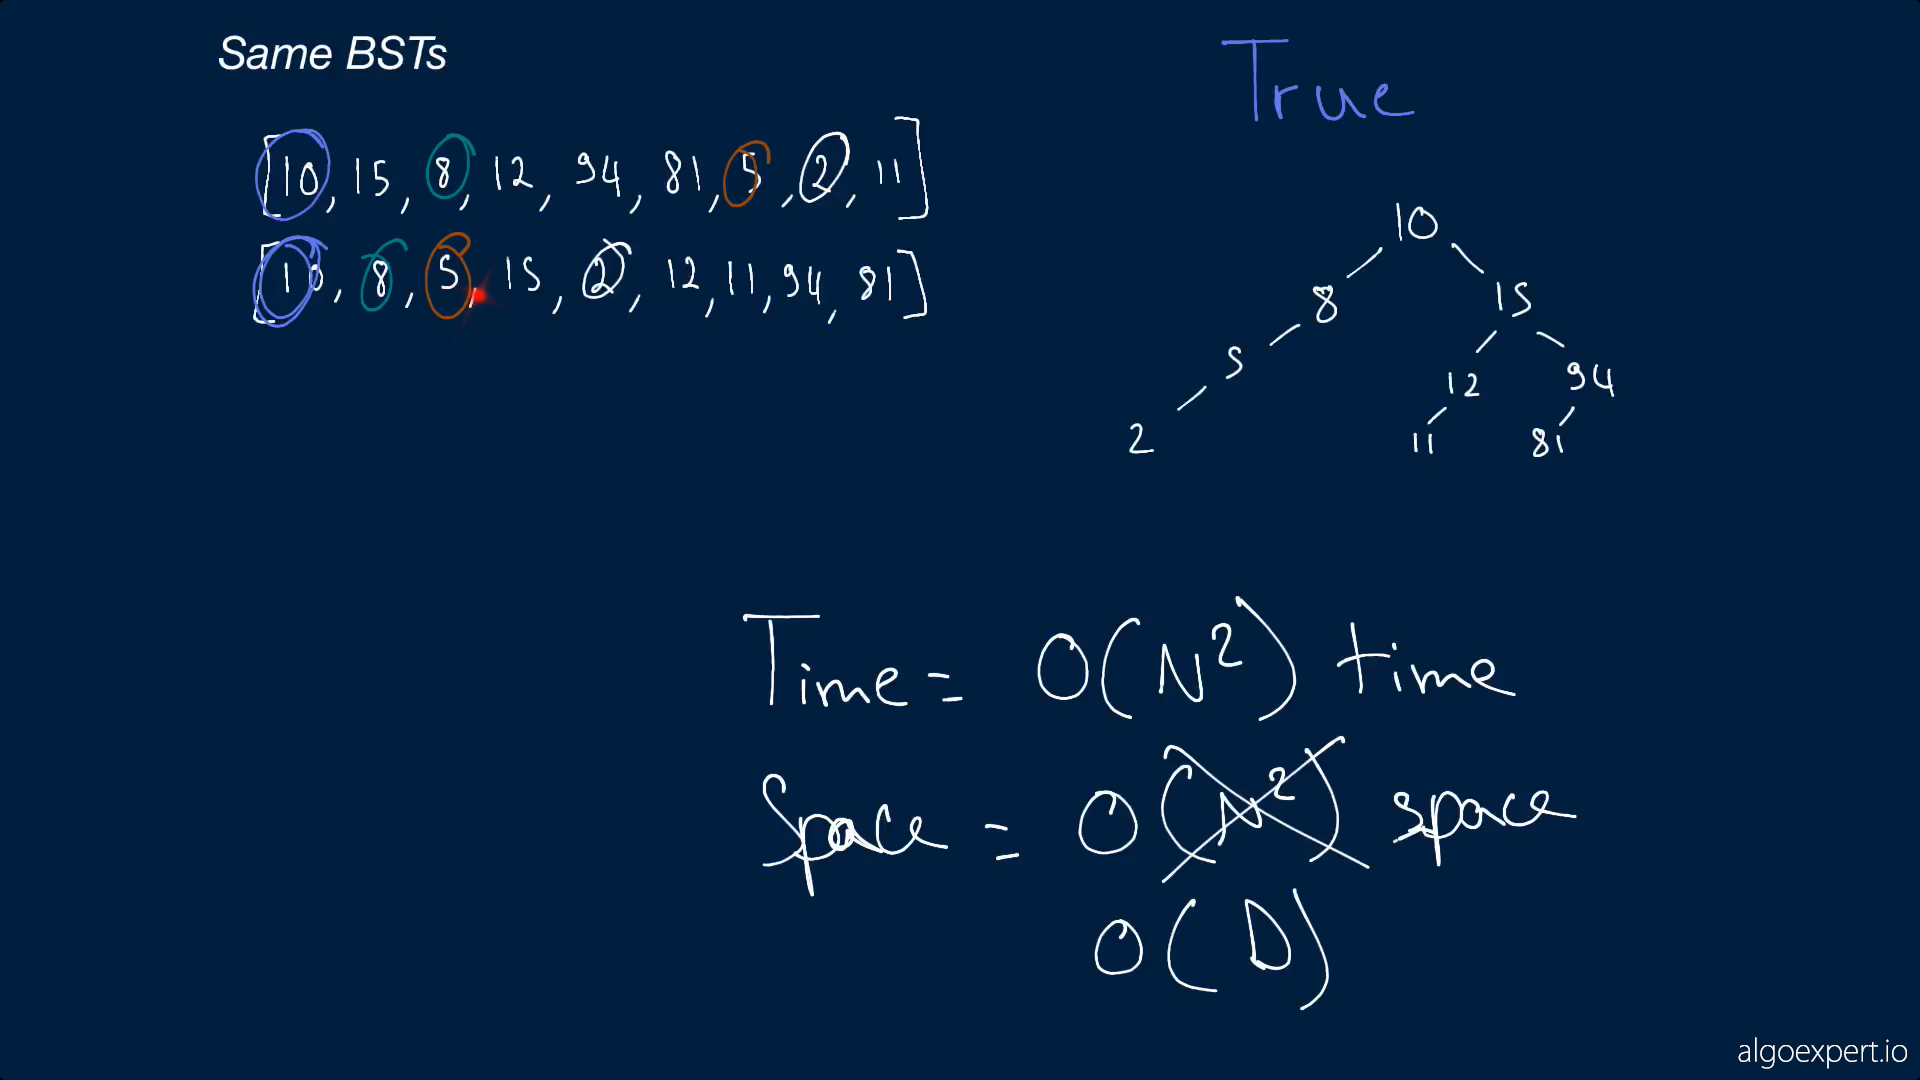 Same BSTs
True
[10, 15, 8, 12, 94, 81, 5, 2, 11]
[10, 8, 5, 15, 2, 12, 11, 94, 81]
10
8 15
5 12 94
2 11 81
Time = O(N²) time
Space = O(N²) space
O(D)
algoexpert.io